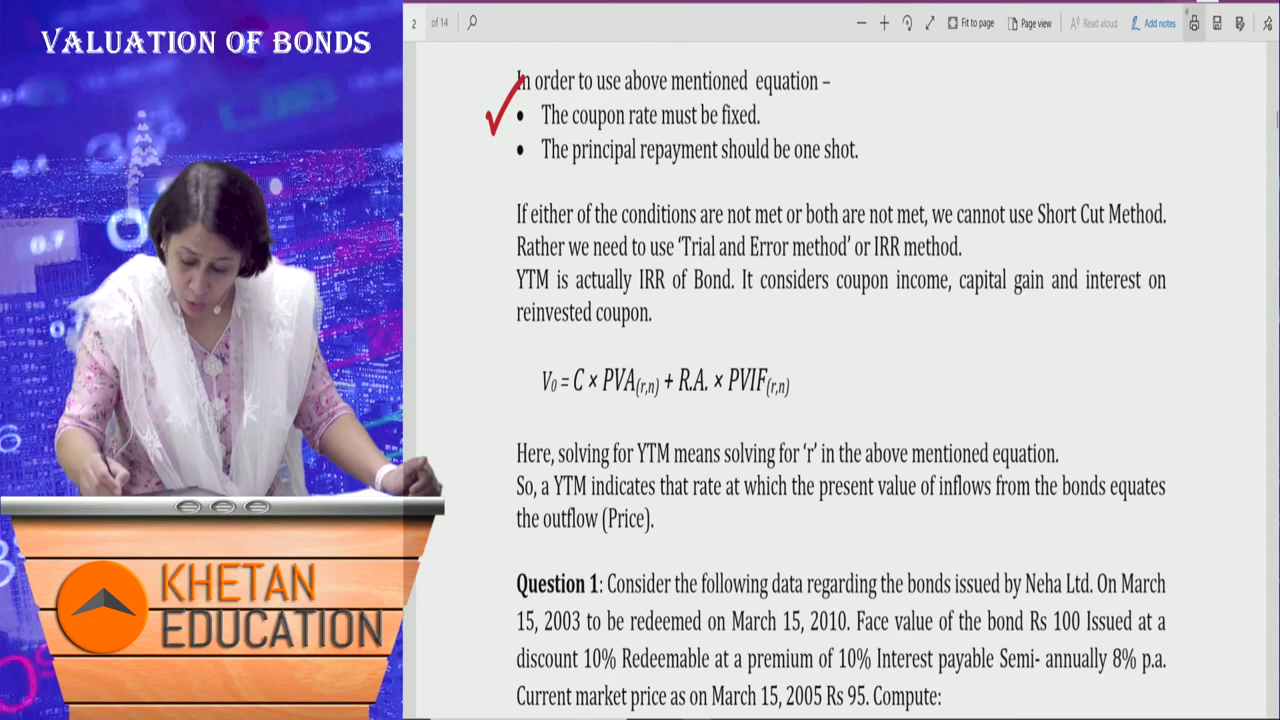 VALUATION OF BONDS
2 of 14
Fit to page
Page view
Read aloud
Add notes
In order to use above mentioned equation –
• The coupon rate must be fixed.
• The principal repayment should be one shot.
If either of the conditions are not met or both are not met, we cannot use Short Cut Method.
Rather we need to use ‘Trial and Error method’ or IRR method.
YTM is actually IRR of Bond. It considers coupon income, capital gain and interest on
reinvested coupon.
V0 = C × PVA(r,n) + R.A. × PVIF(r,n)
Here, solving for YTM means solving for ‘r’ in the above mentioned equation.
So, a YTM indicates that rate at which the present value of inflows from the bonds equates
the outflow (Price).
Question 1: Consider the following data regarding the bonds issued by Neha Ltd. On March
15, 2003 to be redeemed on March 15, 2010. Face value of the bond Rs 100 Issued at a
discount 10% Redeemable at a premium of 10% Interest payable Semi- annually 8% p.a.
Current market price as on March 15, 2005 Rs 95. Compute:
KHETAN
EDUCATION